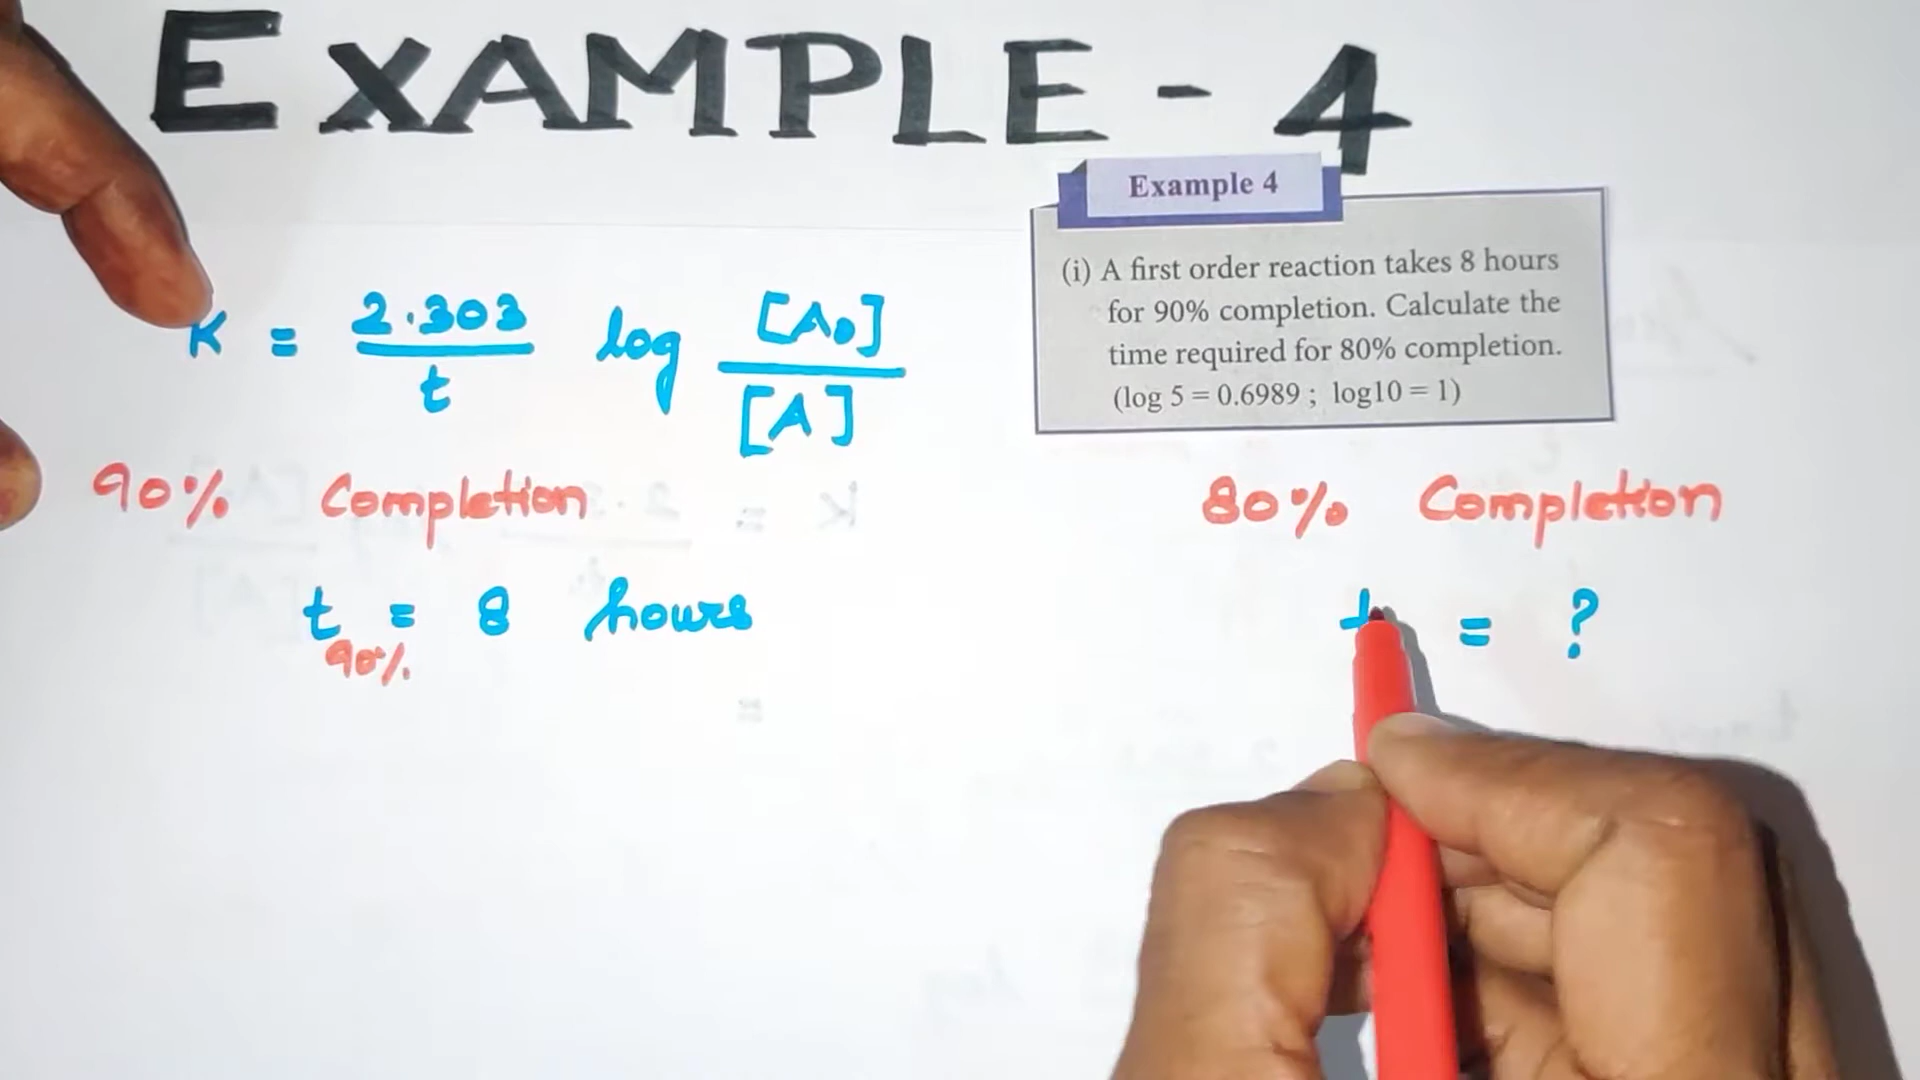 EXAMPLE - 4
Example 4
(i) A first order reaction takes 8 hours
for 90% completion. Calculate the
time required for 80% completion.
(log 5 = 0.6989 ; log10 = 1)
K = 2.303 / t log [A₀] / [A]
90% Completion
80% Completion
t 90% = 8 hours
t = ?